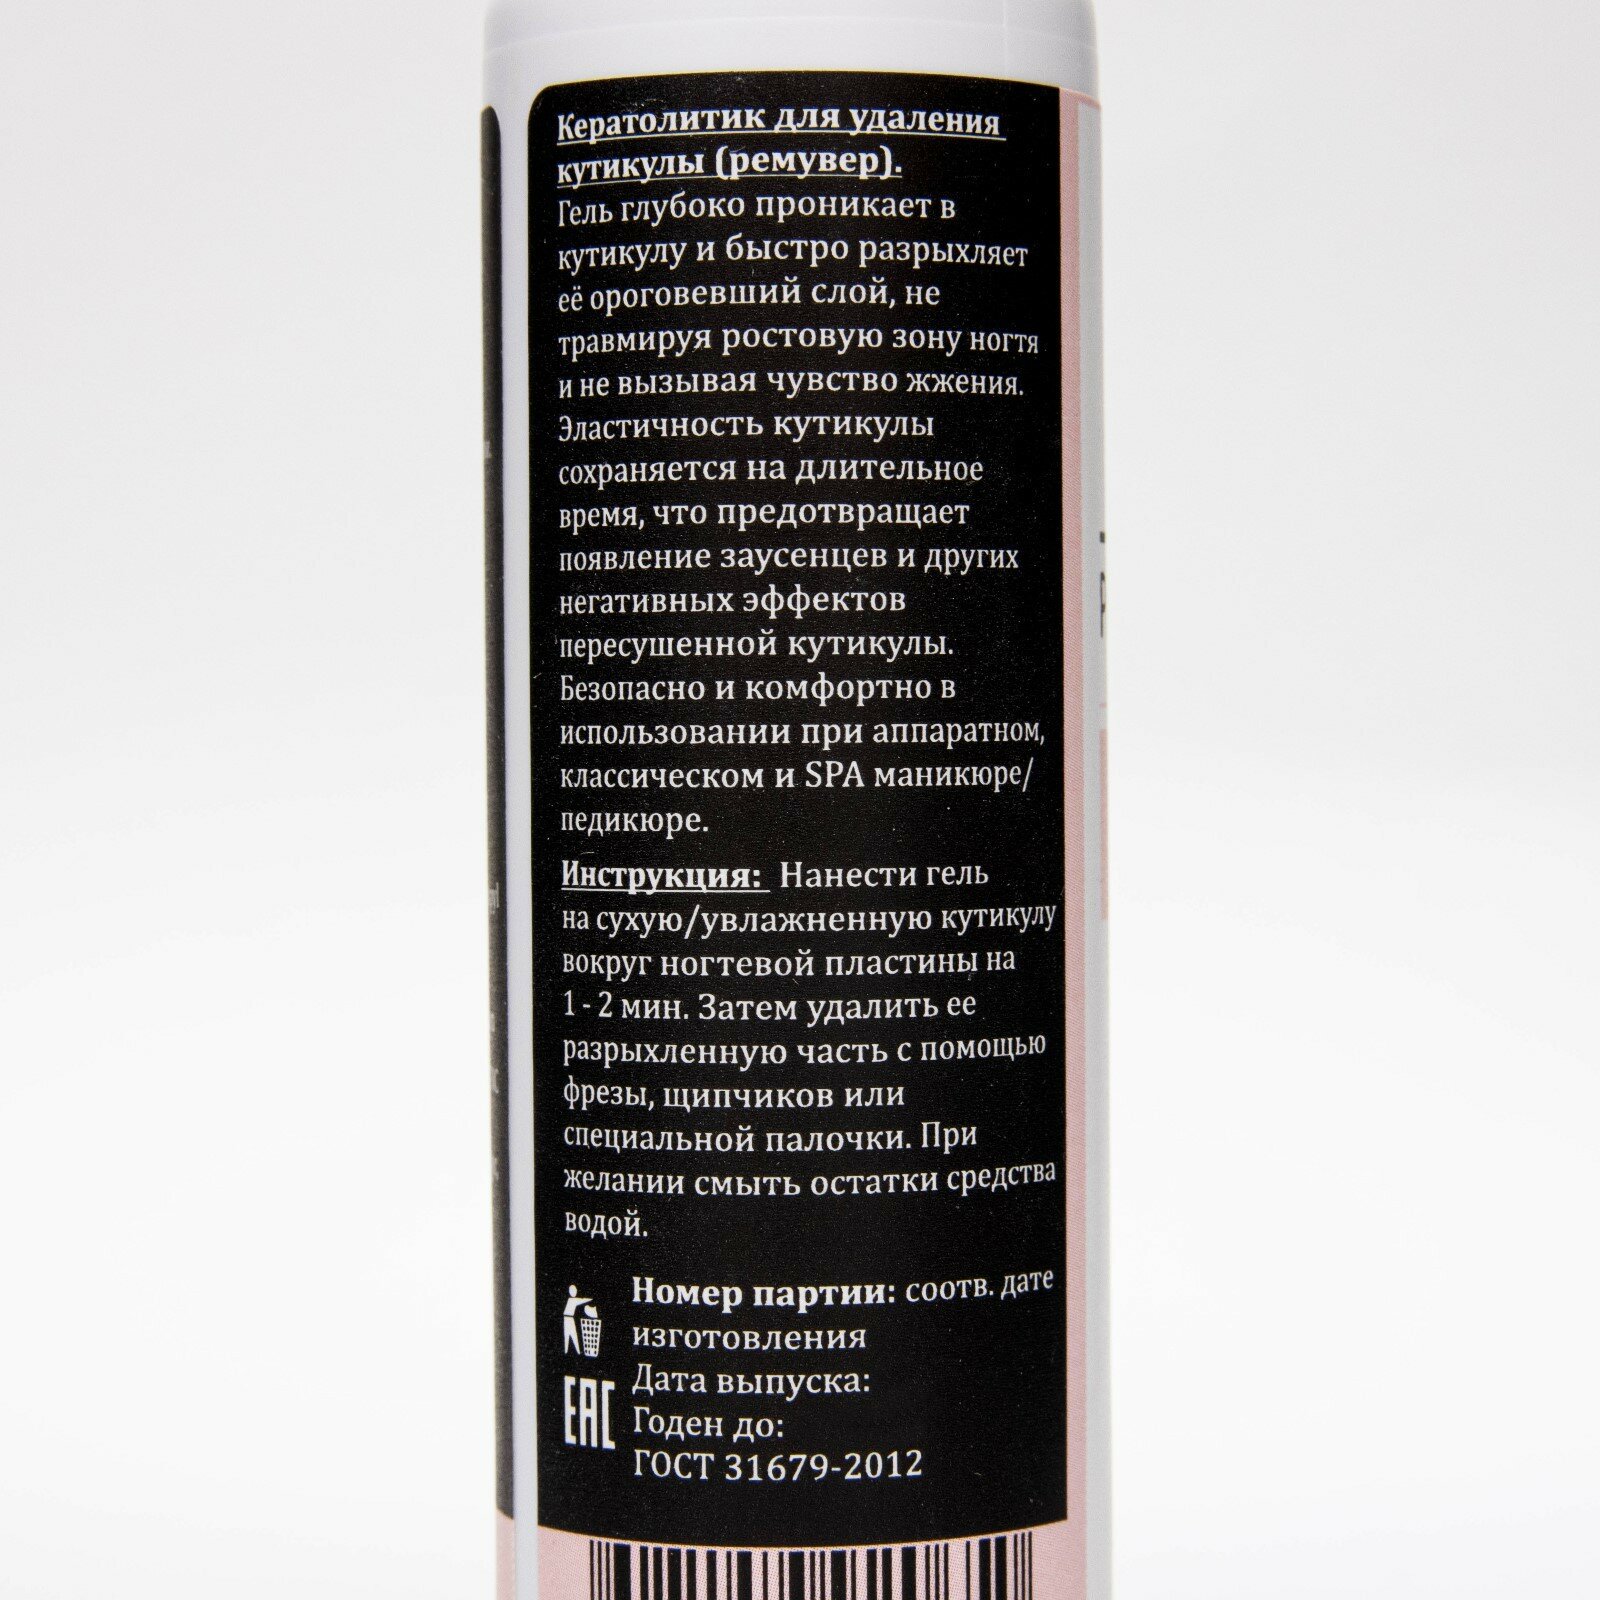 Кератолитик для удаления
кутикулы (ремувер).
Гель глубоко проникает в
кутикулу и быстро разрыхляет
её ороговевший слой, не
травмируя ростовую зону ногтя
и не вызывая чувство жжения.
Эластичность кутикулы
сохраняется на длительное
время, что предотвращает
появление заусенцев и других
негативных эффектов
пересушенной кутикулы.
Безопасно и комфортно в
использовании при аппаратном,
классическом и SPA маникюре/
педикюре.
Инструкция: Нанести гель
на сухую/увлажненную кутикулу
вокруг ногтевой пластины на
1 - 2 мин. Затем удалить ее
разрыхленную часть с помощью
фрезы, щипчиков или
специальной палочки. При
желании смыть остатки средства
водой.
Номер партии: соотв. дате
изготовления
Дата выпуска:
Годен до:
ГОСТ 31679-2012
EAC